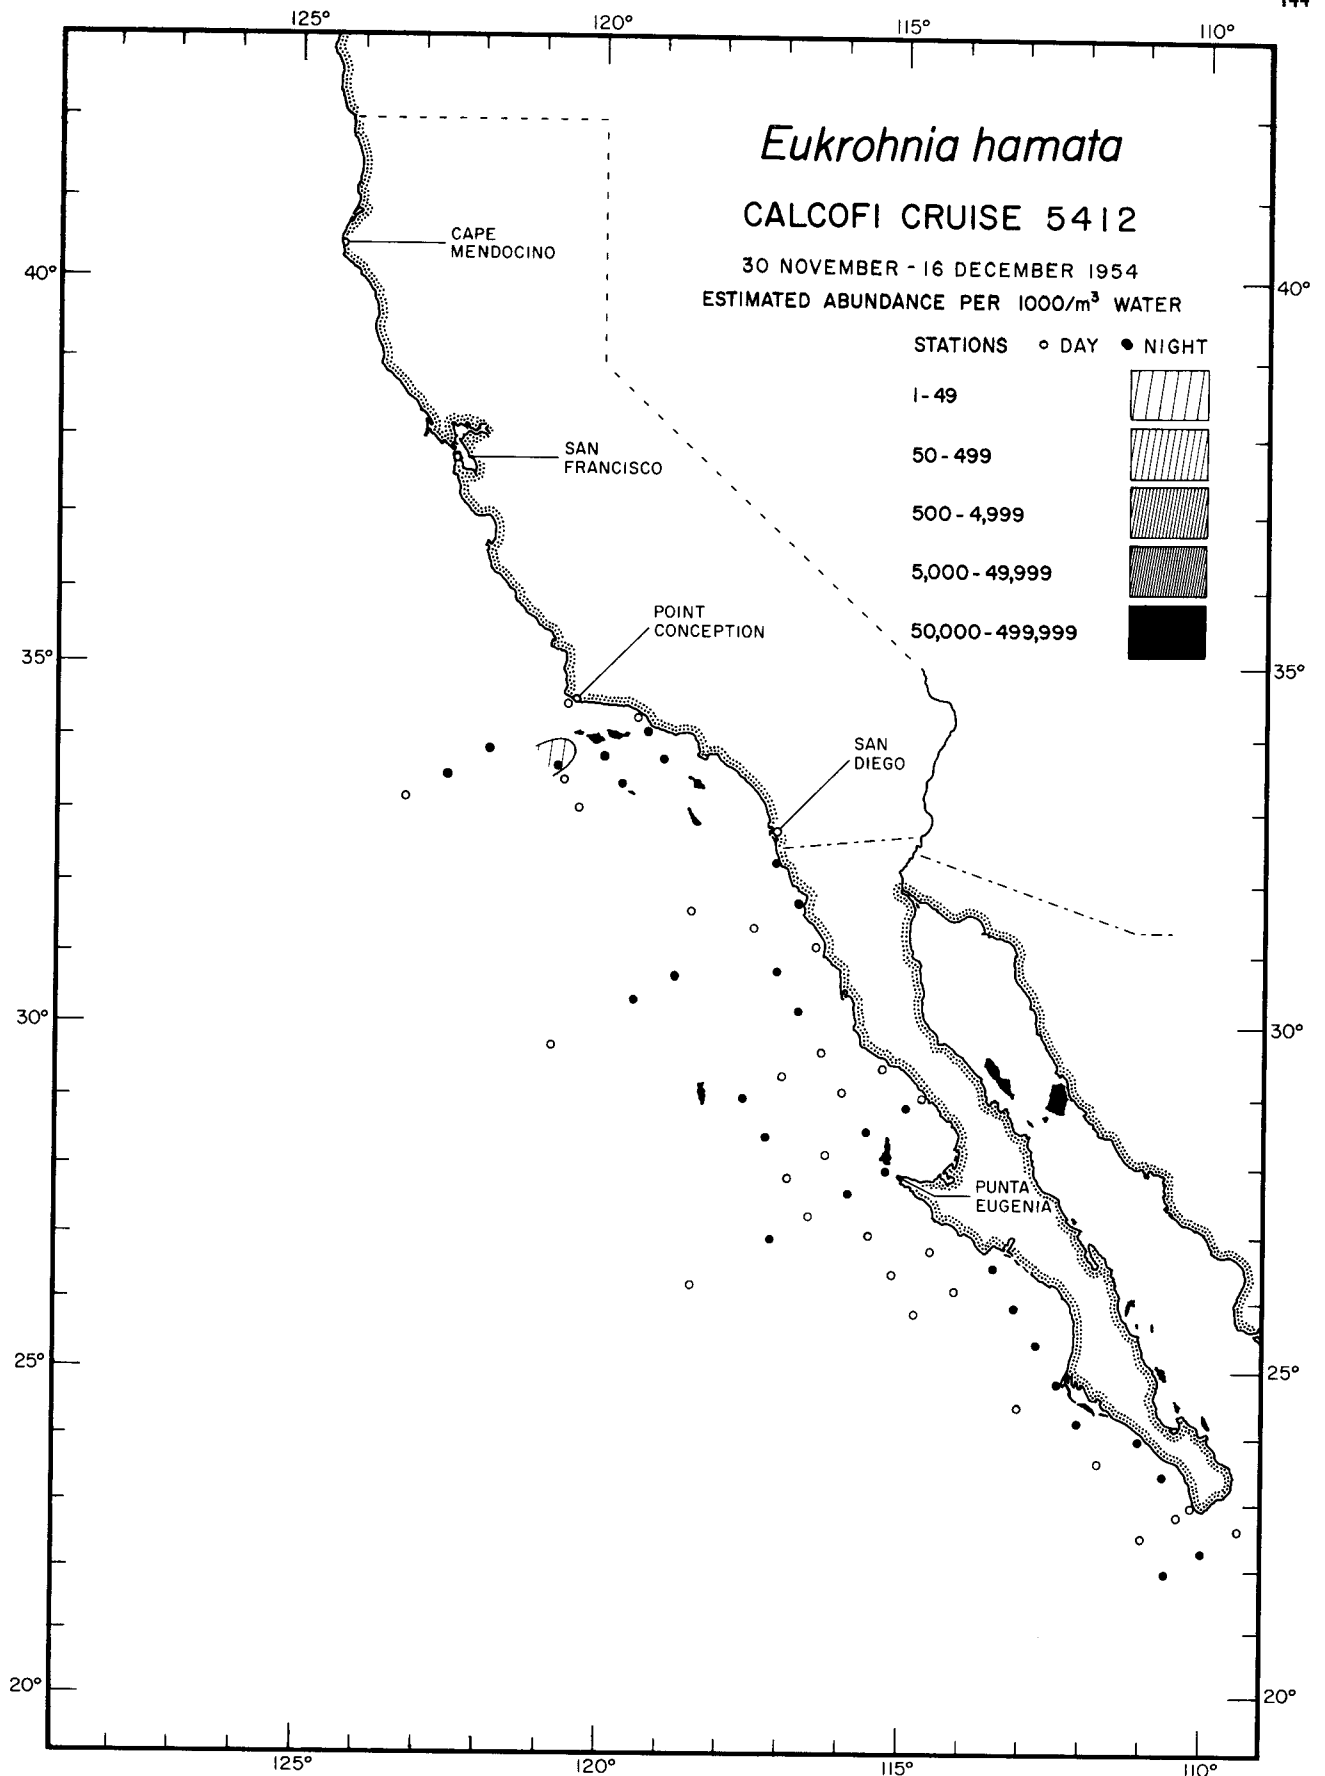 125°
120°
115°
110°
Eukrohnia hamata
CALCOFI CRUISE 5412
30 NOVEMBER - 16 DECEMBER 1954
ESTIMATED ABUNDANCE PER 1000/m³ WATER
STATIONS ○ DAY ● NIGHT
1-49
50-499
500-4,999
5,000-49,999
50,000-499,999
CAPE
MENDOCINO
40°
40°
SAN
FRANCISCO
POINT
CONCEPTION
35°
35°
SAN
DIEGO
30°
30°
PUNTA
EUGENIA
25°
25°
20°
20°
125°
120°
115°
110°